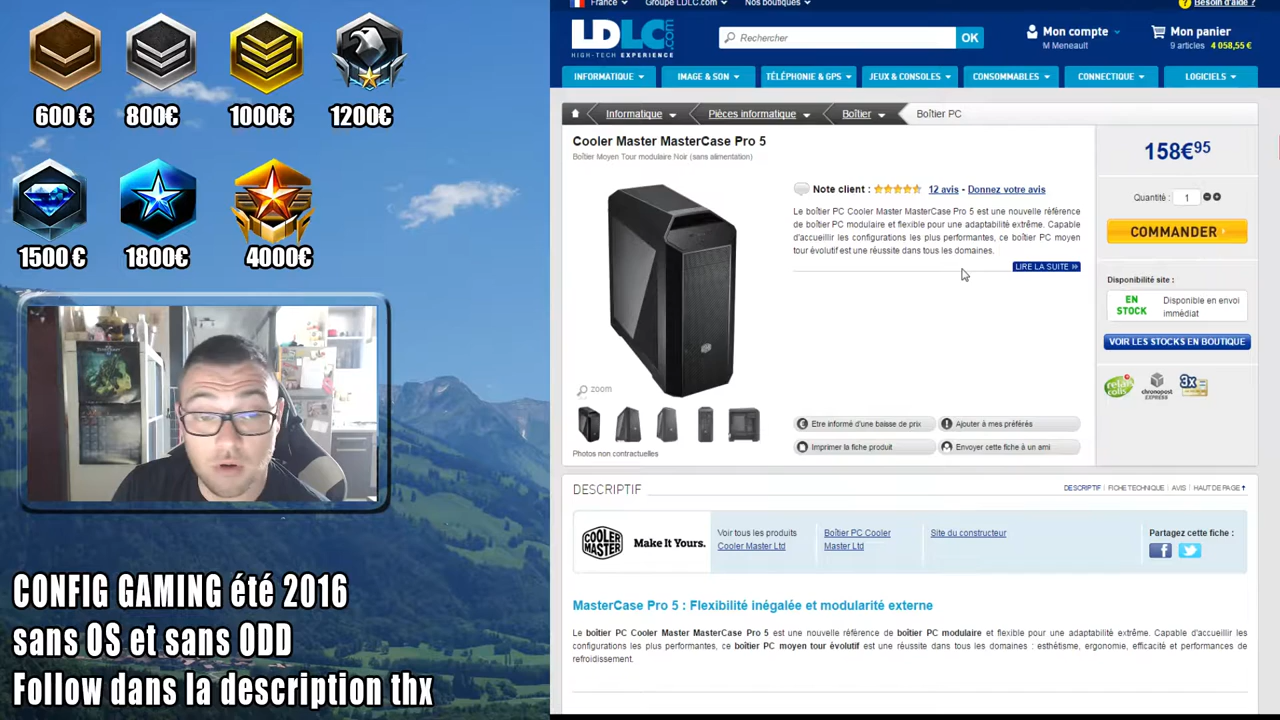 600€
800€
1000€
1200€
1500€
1800€
4000€
CONFIG GAMING été 2016
sans OS et sans ODD
Follow dans la description thx
France
Groupe LDLC.com
Nos boutiques
Besoin d'aide ?
LDLC.com
HIGH-TECH EXPERIENCE
Rechercher
OK
Mon compte
M Meneault
Mon panier
9 articles 4 058,55 €
INFORMATIQUE
IMAGE & SON
TÉLÉPHONIE & GPS
JEUX & CONSOLES
CONSOMMABLES
CONNECTIQUE
LOGICIELS
Informatique
Pièces informatique
Boîtier
Boîtier PC
Cooler Master MasterCase Pro 5
Boîtier Moyen Tour modulaire Noir (sans alimentation)
Note client :
12 avis - Donnez votre avis
Le boîtier PC Cooler Master MasterCase Pro 5 est une nouvelle référence
de boîtier PC modulaire et flexible pour une adaptabilité extrême. Capable
d'accueillir les configurations les plus performantes, ce boîtier PC moyen
tour évolutif est une réussite dans tous les domaines.
LIRE LA SUITE »
zoom
Photos non contractuelles
Etre informé d'une baisse de prix
Ajouter à mes préférés
Imprimer la fiche produit
Envoyer cette fiche à un ami
158€95
Quantité : 1
COMMANDER
Disponibilité site :
EN
STOCK
Disponible en envoi
immédiat
VOIR LES STOCKS EN BOUTIQUE
relais
colis
chronopost
EXPRESS
3x
DESCRIPTIF
DESCRIPTIF | FICHE TECHNIQUE | AVIS | HAUT DE PAGE
COOLER
MASTER
Make It Yours.
Voir tous les produits
Cooler Master Ltd
Boîtier PC Cooler
Master Ltd
Site du constructeur
Partagez cette fiche :
MasterCase Pro 5 : Flexibilité inégalée et modularité externe
Le boîtier PC Cooler Master MasterCase Pro 5 est une nouvelle référence de boîtier PC modulaire et flexible pour une adaptabilité extrême. Capable d'accueillir les
configurations les plus performantes, ce boîtier PC moyen tour évolutif est une réussite dans tous les domaines : esthétisme, ergonomie, efficacité et performances de
refroidissement.